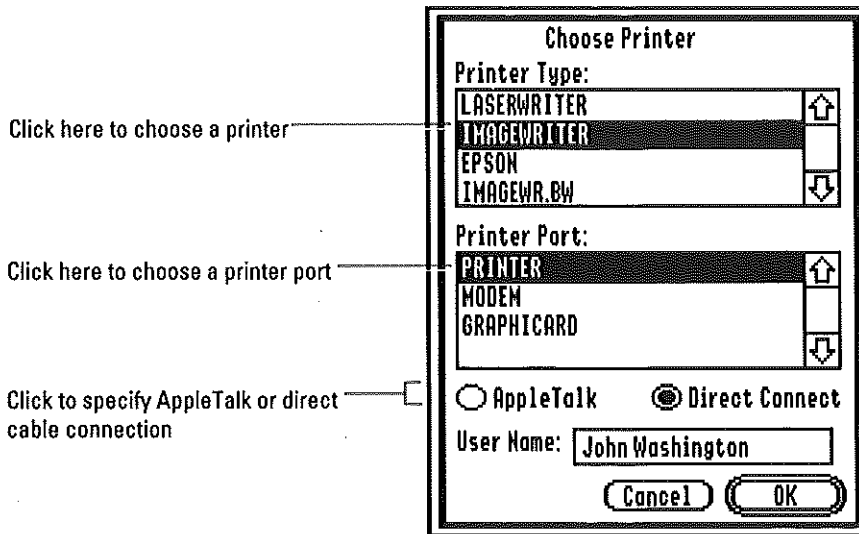 Choose Printer
Printer Type:
LASERWRITER
Click here to choose a printer
IMAGEWRITER
EPSON
IMAGEWR.BW
Printer Port:
Click here to choose a printer port
PRINTER
MODEM
GRAPHICARD
Click to specify AppleTalk or direct
cable connection
AppleTalk Direct Connect
User Name: John Washington
Cancel OK